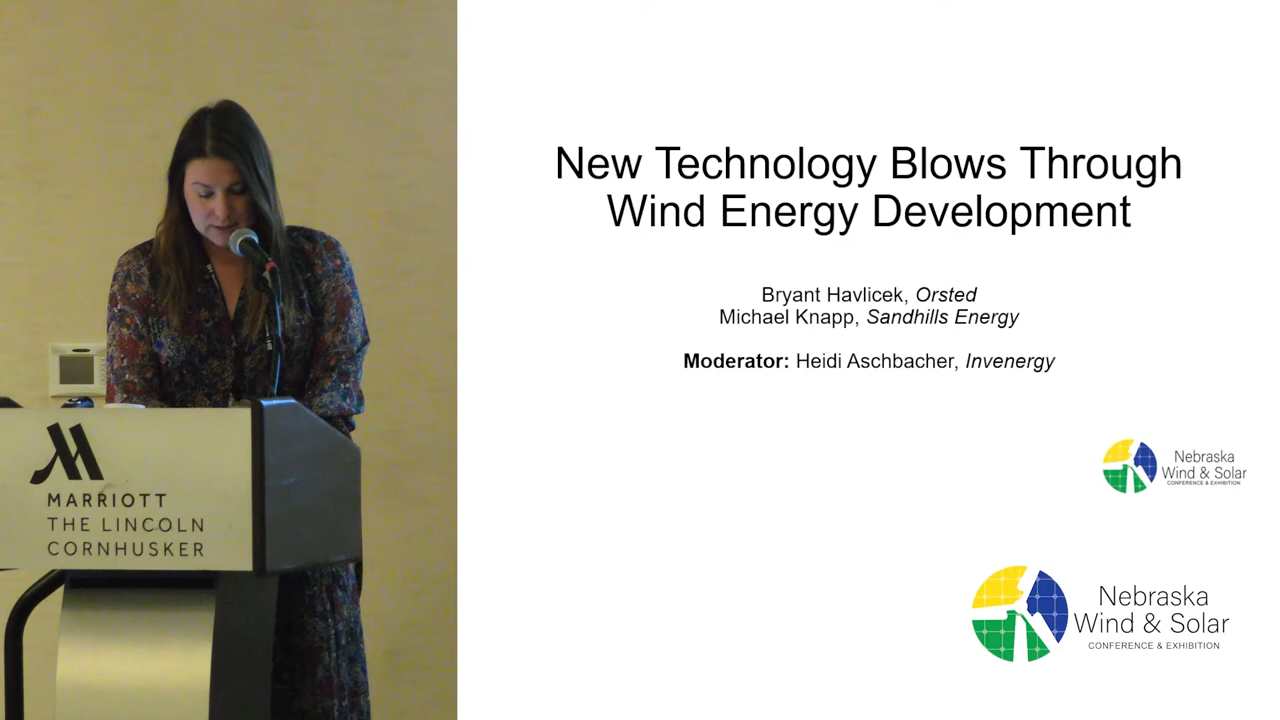 MARRIOTT
THE LINCOLN
CORNHUSKER
New Technology Blows Through
Wind Energy Development
Bryant Havlicek, Orsted
Michael Knapp, Sandhills Energy
Moderator: Heidi Aschbacher, Invenergy
Nebraska
Wind & Solar
CONFERENCE & EXHIBITION
Nebraska
Wind & Solar
CONFERENCE & EXHIBITION